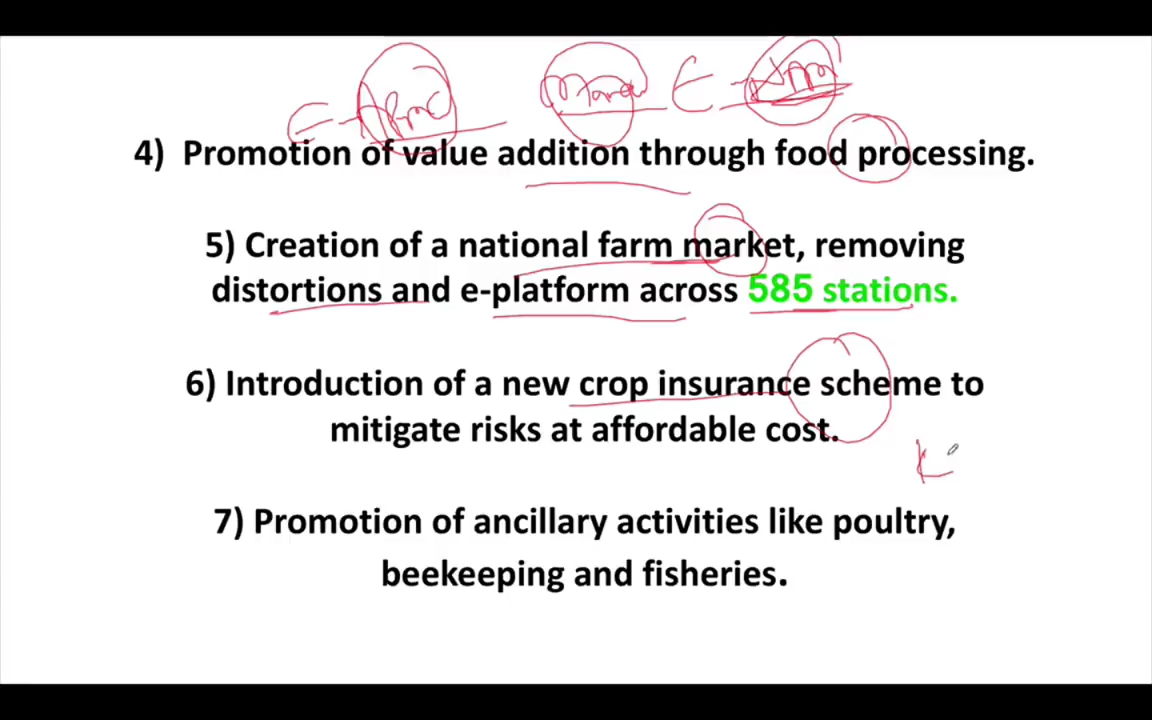 4) Promotion of value addition through food processing.
5) Creation of a national farm market, removing
distortions and e-platform across 585 stations.
6) Introduction of a new crop insurance scheme to
mitigate risks at affordable cost.
7) Promotion of ancillary activities like poultry,
beekeeping and fisheries.